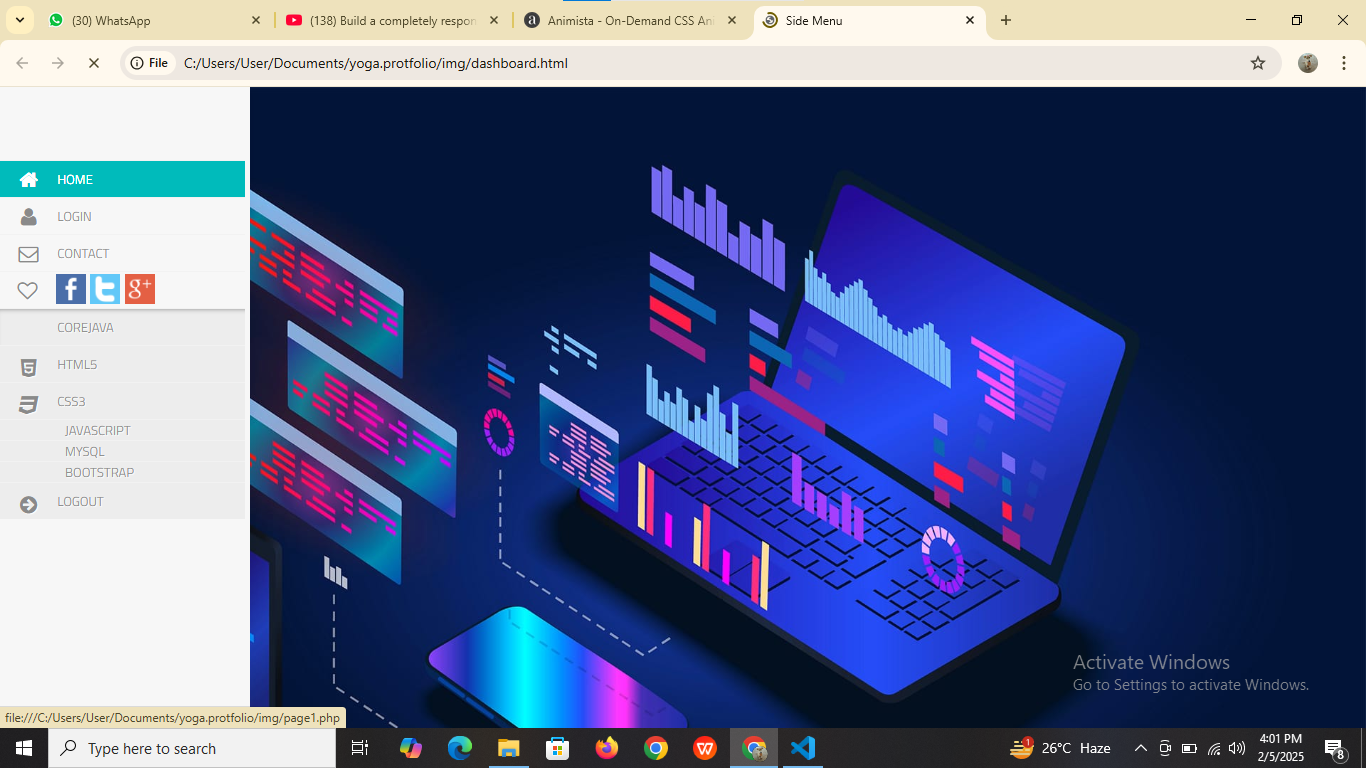 (30) WhatsApp
(138) Build a completely respon
Animista - On-Demand CSS Ani
Side Menu
File
C:/Users/User/Documents/yoga.protfolio/img/dashboard.html
HOME
LOGIN
CONTACT
f t g+
COREJAVA
HTML5
CSS3
JAVASCRIPT
MYSQL
BOOTSTRAP
LOGOUT
Activate Windows
Go to Settings to activate Windows.
file:///C:/Users/User/Documents/yoga.protfolio/img/page1.php
Type here to search
1
26°C Haze
4:01 PM
2/5/2025
8